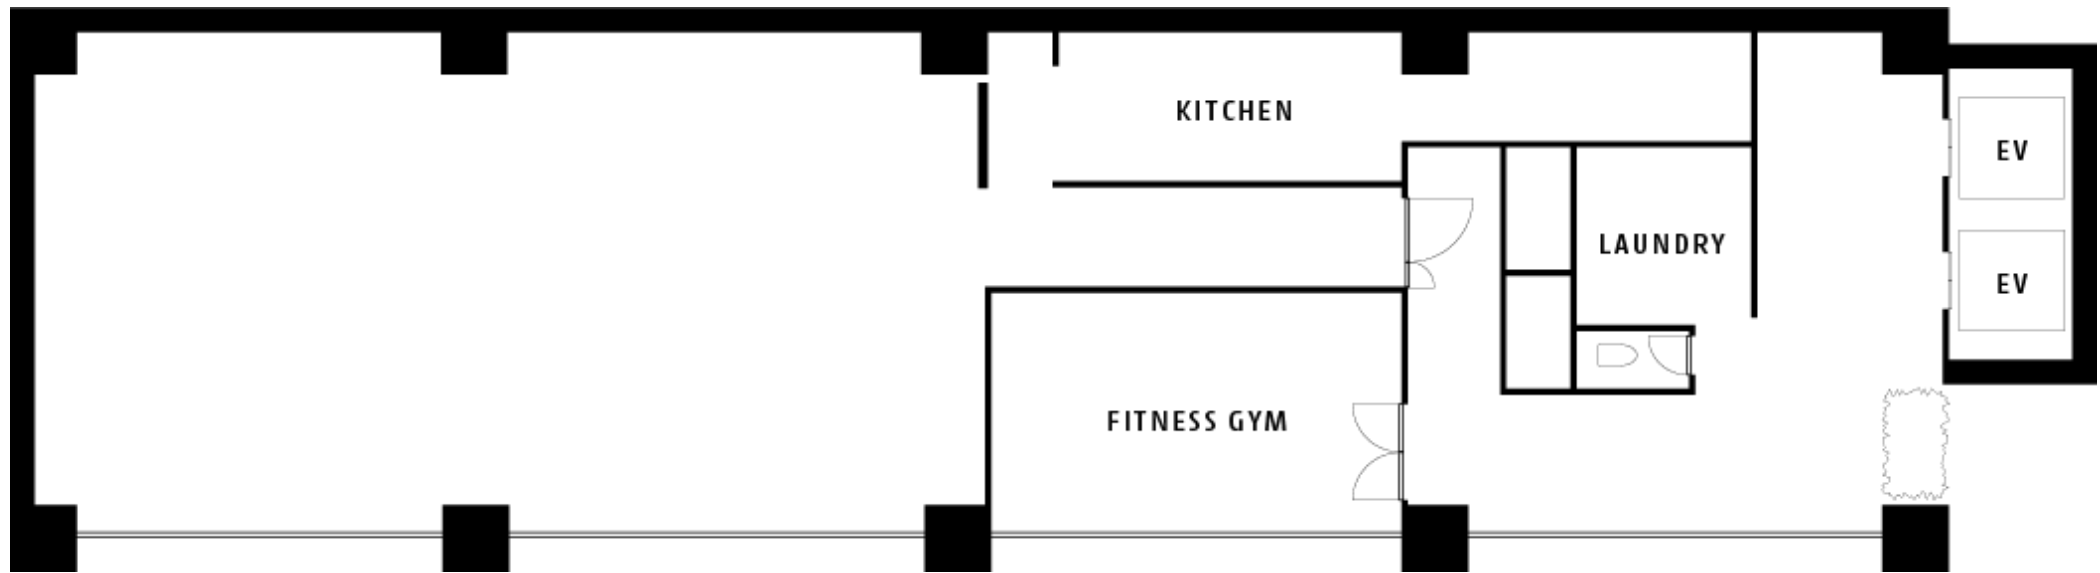 KITCHEN
EV
LAUNDRY
EV
FITNESS GYM